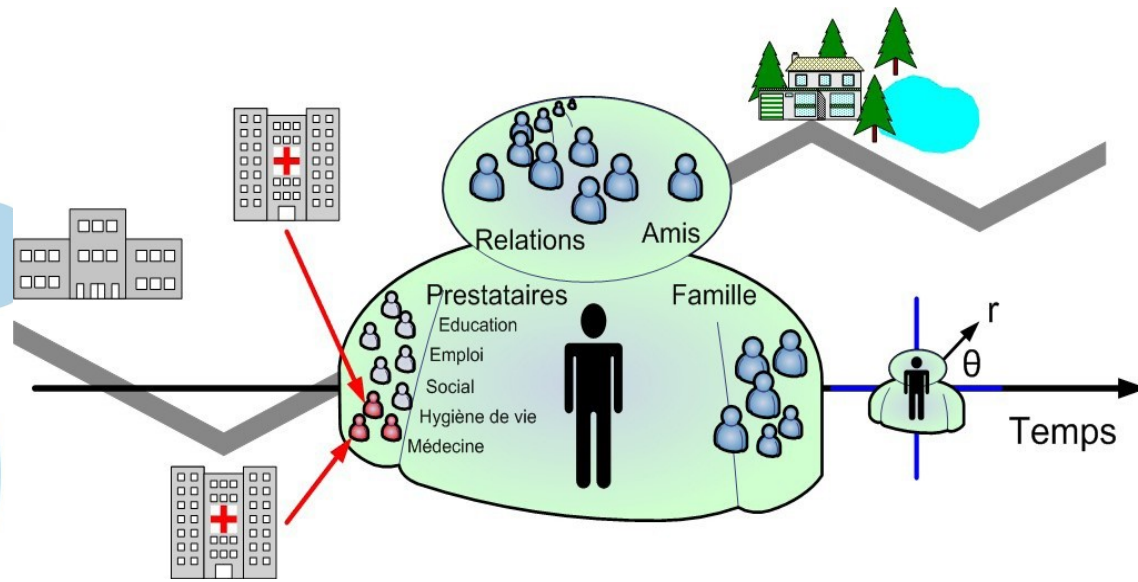 Relations
Amis
Prestataires
Famille
Education
Emploi
Social
Hygiène de vie
Médecine
r
θ
Temps